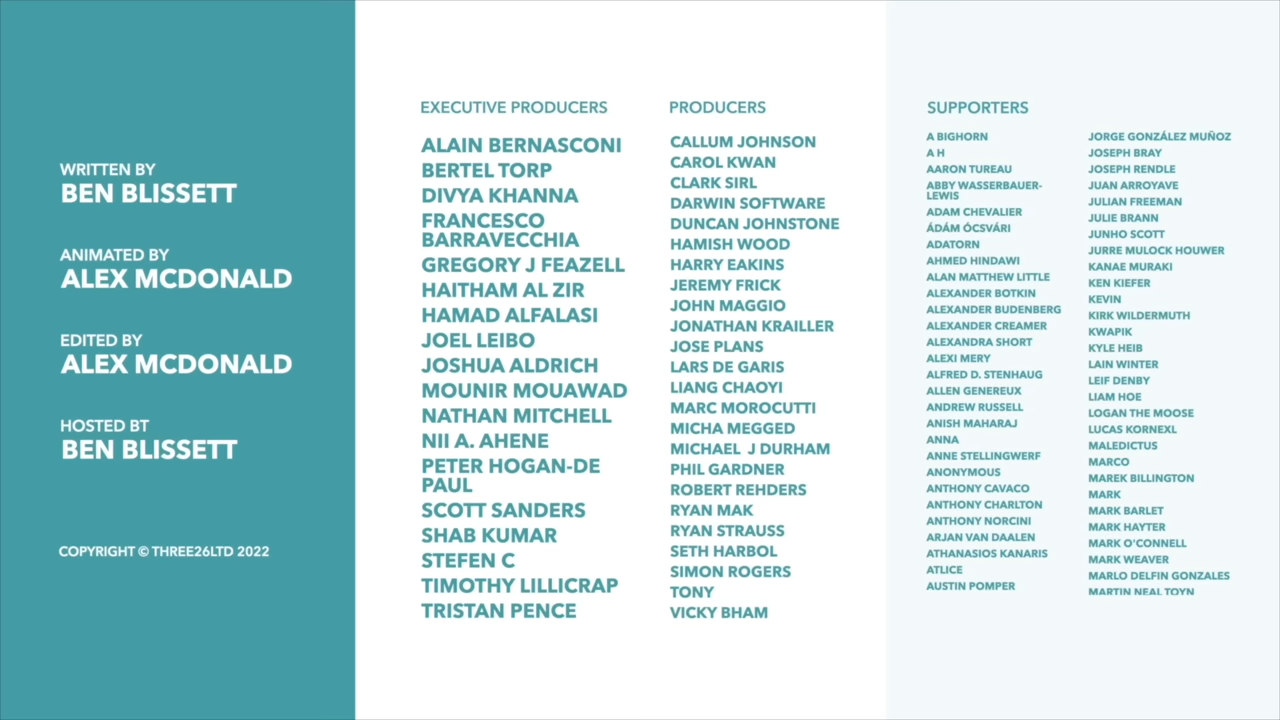 WRITTEN BY
BEN BLISSETT
ANIMATED BY
ALEX MCDONALD
EDITED BY
ALEX MCDONALD
HOSTED BT
BEN BLISSETT
COPYRIGHT © THREE26LTD 2022
EXECUTIVE PRODUCERS
ALAIN BERNASCONI
BERTEL TORP
DIVYA KHANNA
FRANCESCO
BARRAVECCHIA
GREGORY J FEAZELL
HAITHAM AL ZIR
HAMAD ALFALASI
JOEL LEIBO
JOSHUA ALDRICH
MOUNIR MOUAWAD
NATHAN MITCHELL
NII A. AHENE
PETER HOGAN-DE
PAUL
SCOTT SANDERS
SHAB KUMAR
STEFEN C
TIMOTHY LILLICRAP
TRISTAN PENCE
PRODUCERS
CALLUM JOHNSON
CAROL KWAN
CLARK SIRL
DARWIN SOFTWARE
DUNCAN JOHNSTONE
HAMISH WOOD
HARRY EAKINS
JEREMY FRICK
JOHN MAGGIO
JONATHAN KRAILLER
JOSE PLANS
LARS DE GARIS
LIANG CHAOYI
MARC MOROCUTTI
MICHA MEGGED
MICHAEL  J DURHAM
PHIL GARDNER
ROBERT REHDERS
RYAN MAK
RYAN STRAUSS
SETH HARBOL
SIMON ROGERS
TONY
VICKY BHAM
SUPPORTERS
A BIGHORN
A H
AARON TUREAU
ABBY WASSERBAUER-
LEWIS
ADAM CHEVALIER
ÁDÁM ÓCSVÁRI
ADATORN
AHMED HINDAWI
ALAN MATTHEW LITTLE
ALEXANDER BOTKIN
ALEXANDER BUDENBERG
ALEXANDER CREAMER
ALEXANDRA SHORT
ALEXI MERY
ALFRED D. STENHAUG
ALLEN GENEREUX
ANDREW RUSSELL
ANISH MAHARAJ
ANNA
ANNE STELLINGWERF
ANONYMOUS
ANTHONY CAVACO
ANTHONY CHARLTON
ANTHONY NORCINI
ARJAN VAN DAALEN
ATHANASIOS KANARIS
ATLICE
AUSTIN POMPER
JORGE GONZÁLEZ MUÑOZ
JOSEPH BRAY
JOSEPH RENDLE
JUAN ARROYAVE
JULIAN FREEMAN
JULIE BRANN
JUNHO SCOTT
JURRE MULOCK HOUWER
KANAE MURAKI
KEN KIEFER
KEVIN
KIRK WILDERMUTH
KWAPIK
KYLE HEIB
LAIN WINTER
LEIF DENBY
LIAM HOE
LOGAN THE MOOSE
LUCAS KORNEXL
MALEDICTUS
MARCO
MAREK BILLINGTON
MARK
MARK BARLET
MARK HAYTER
MARK O'CONNELL
MARK WEAVER
MARLO DELFIN GONZALES
MARTIN NEAL TOYN